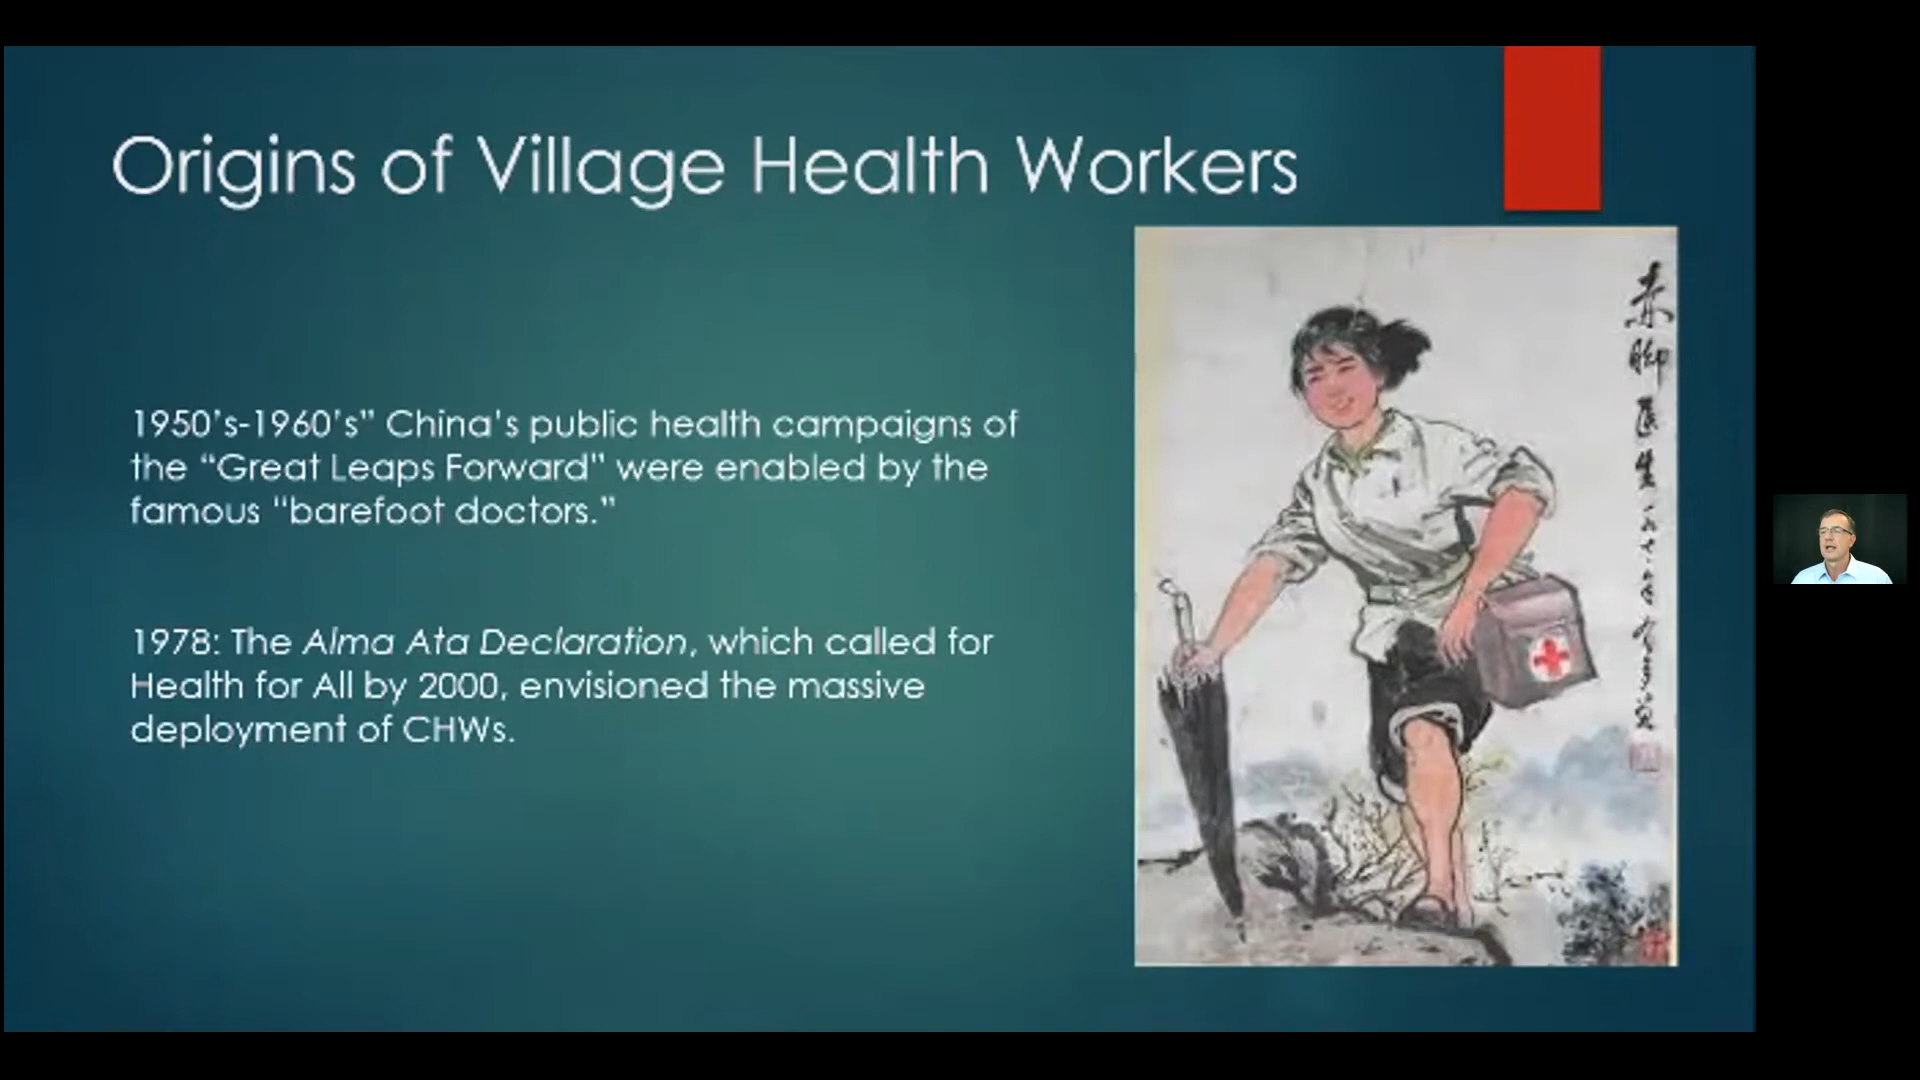 Origins of Village Health Workers
1950's-1960's" China's public health campaigns of
the "Great Leaps Forward" were enabled by the
famous "barefoot doctors."
1978: The Alma Ata Declaration, which called for
Health for All by 2000, envisioned the massive
deployment of CHWs.
赤脚医生